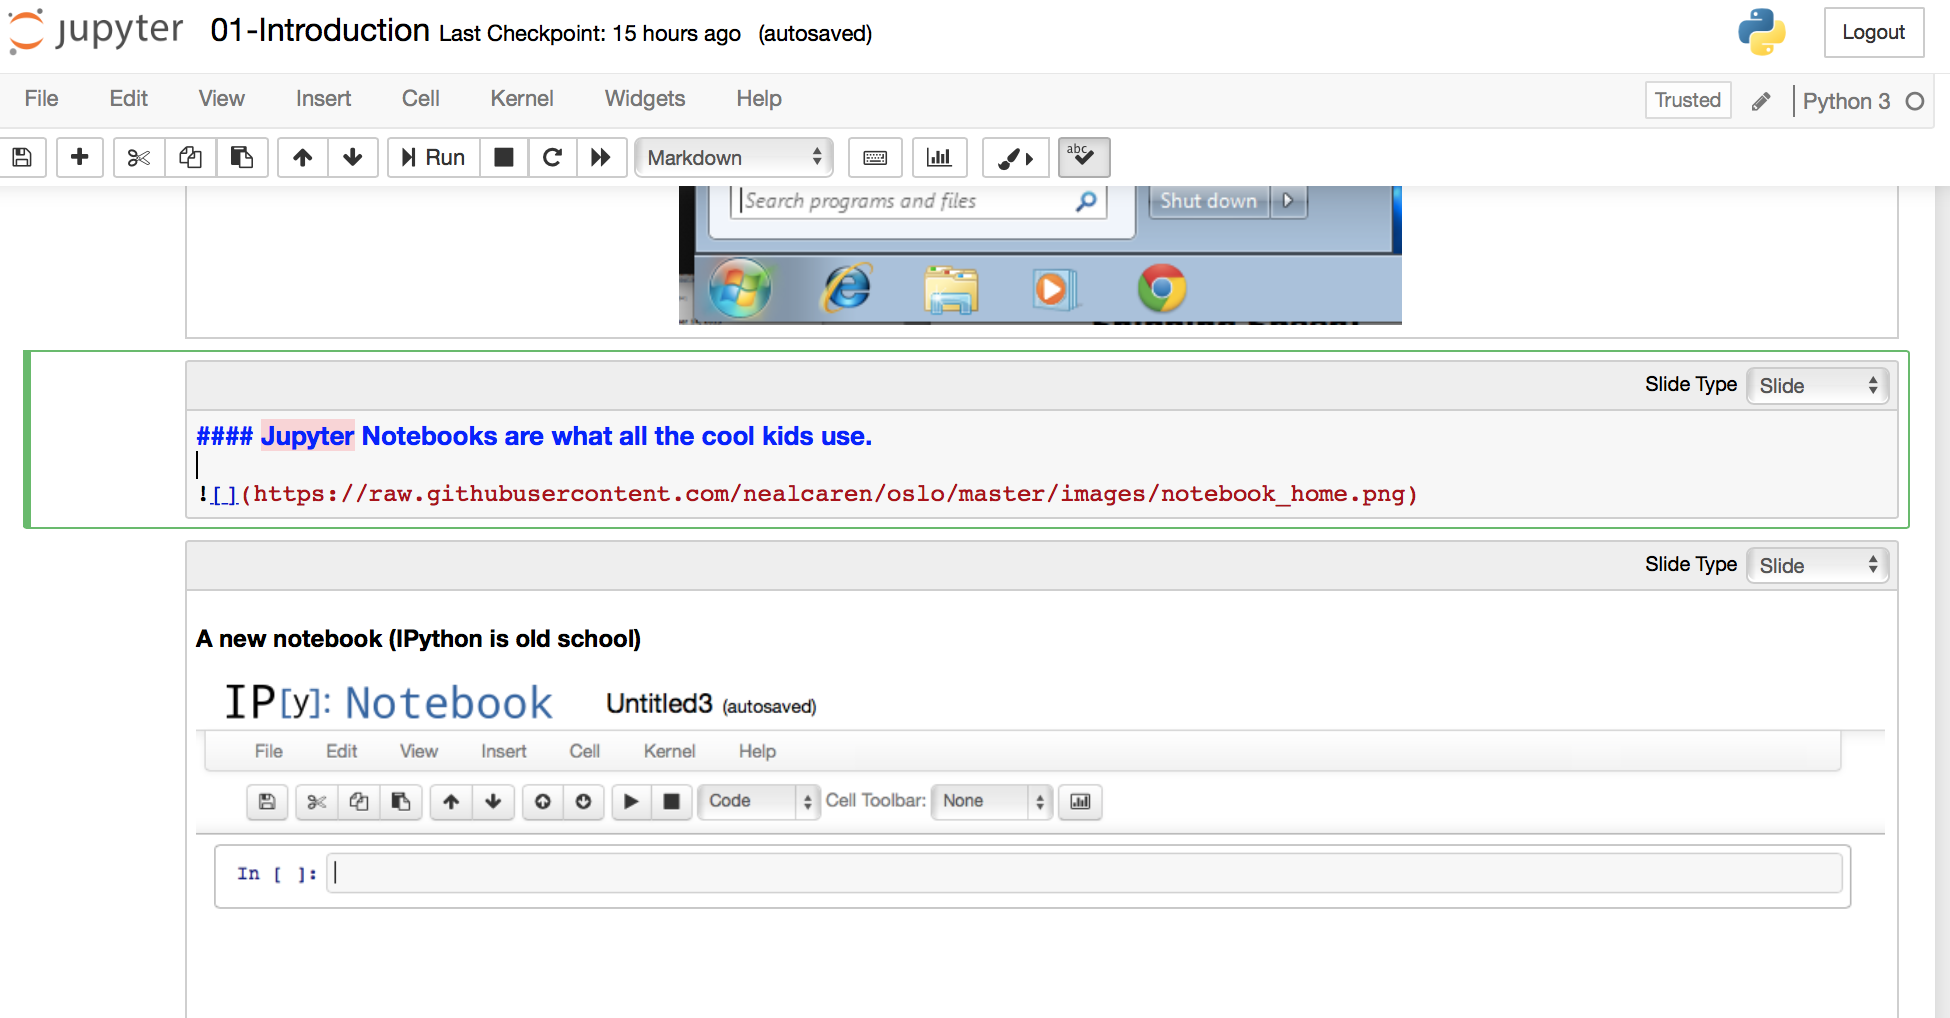 jupyter 01-Introduction Last Checkpoint: 15 hours ago (autosaved)
Logout
File Edit View Insert Cell Kernel Widgets Help
Trusted
Python 3
Run
Markdown
abc
Search programs and files
Shut down
Slide Type Slide
#### Jupyter Notebooks are what all the cool kids use.
![](https://raw.githubusercontent.com/nealcaren/oslo/master/images/notebook_home.png)
Slide Type Slide
A new notebook (IPython is old school)
IP[y]: Notebook Untitled3 (autosaved)
File Edit View Insert Cell Kernel Help
Code
Cell Toolbar: None
In [ ]: